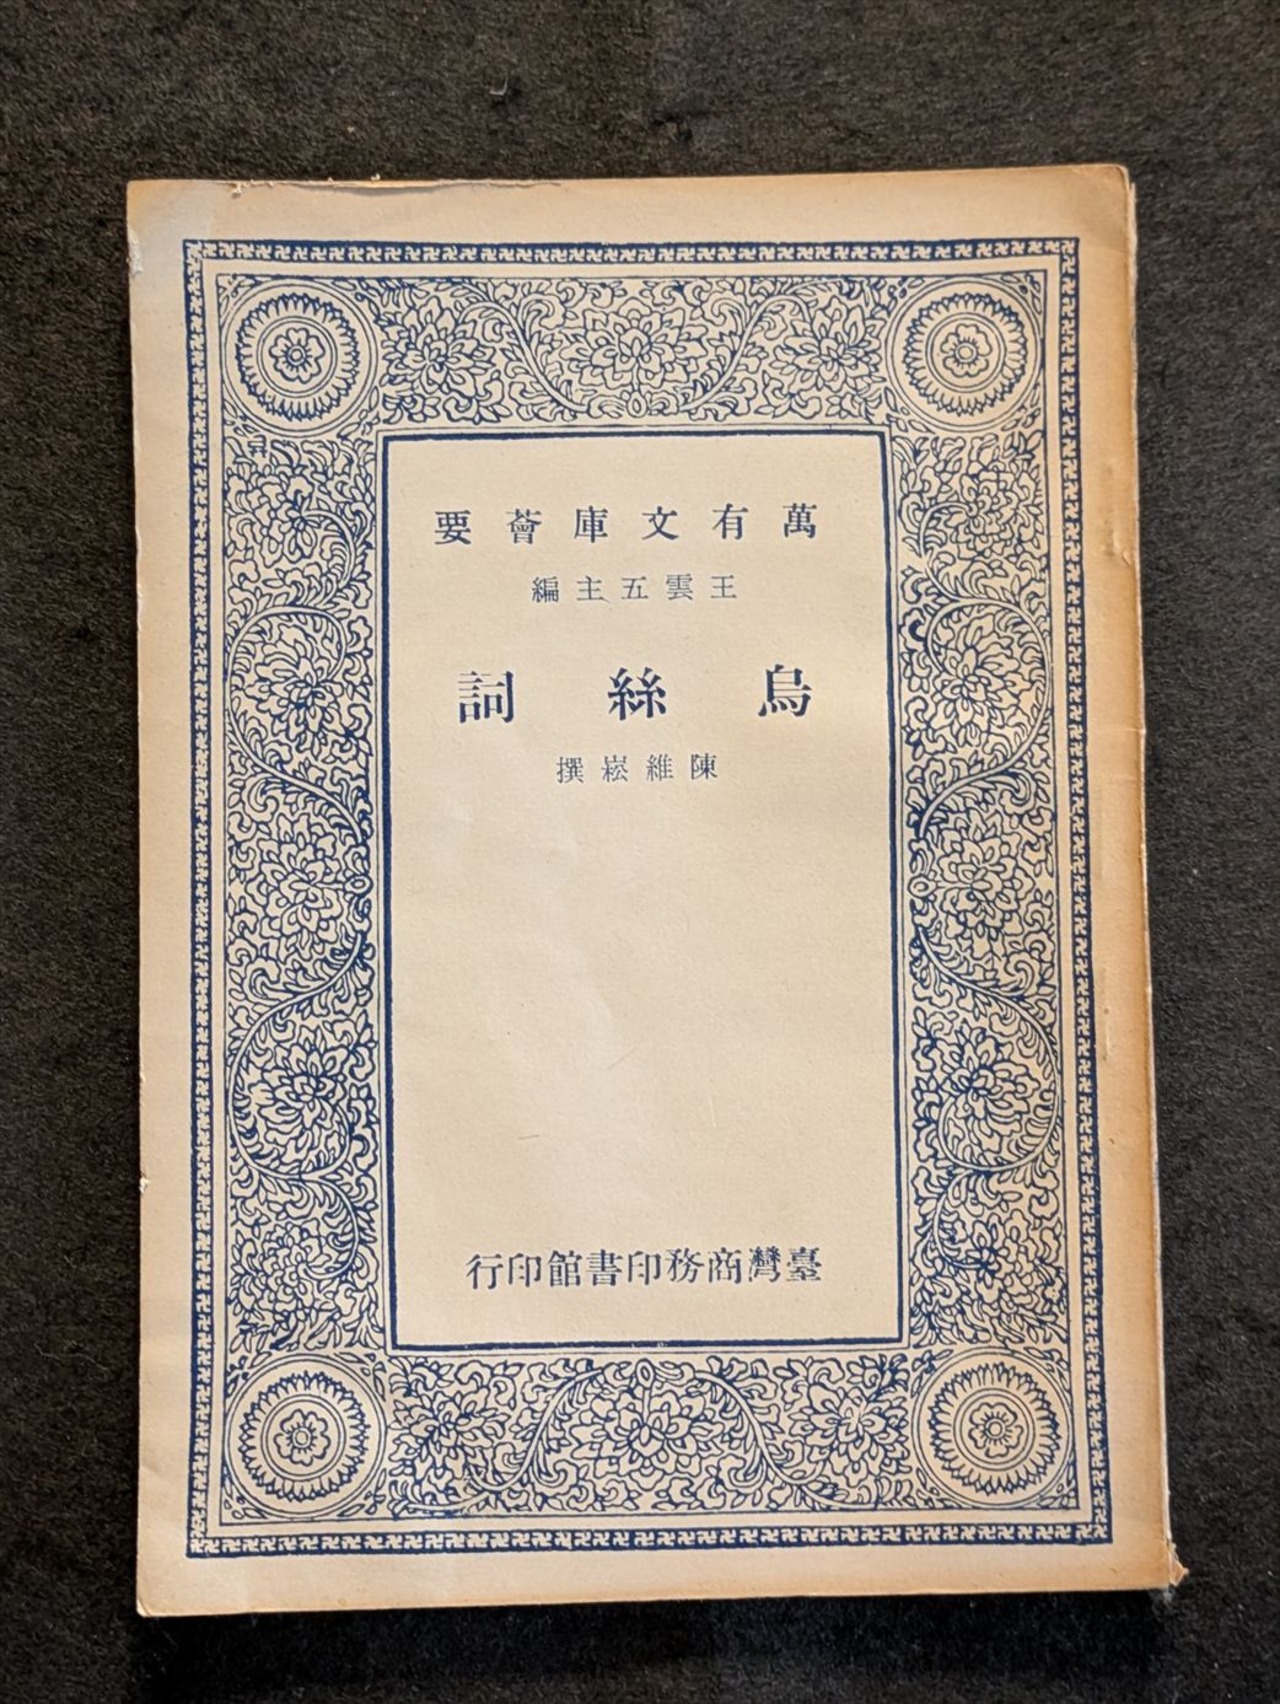 萬有文庫薈要
王雲五主編
烏絲詞
陳維崧撰
臺灣商務印書館印行